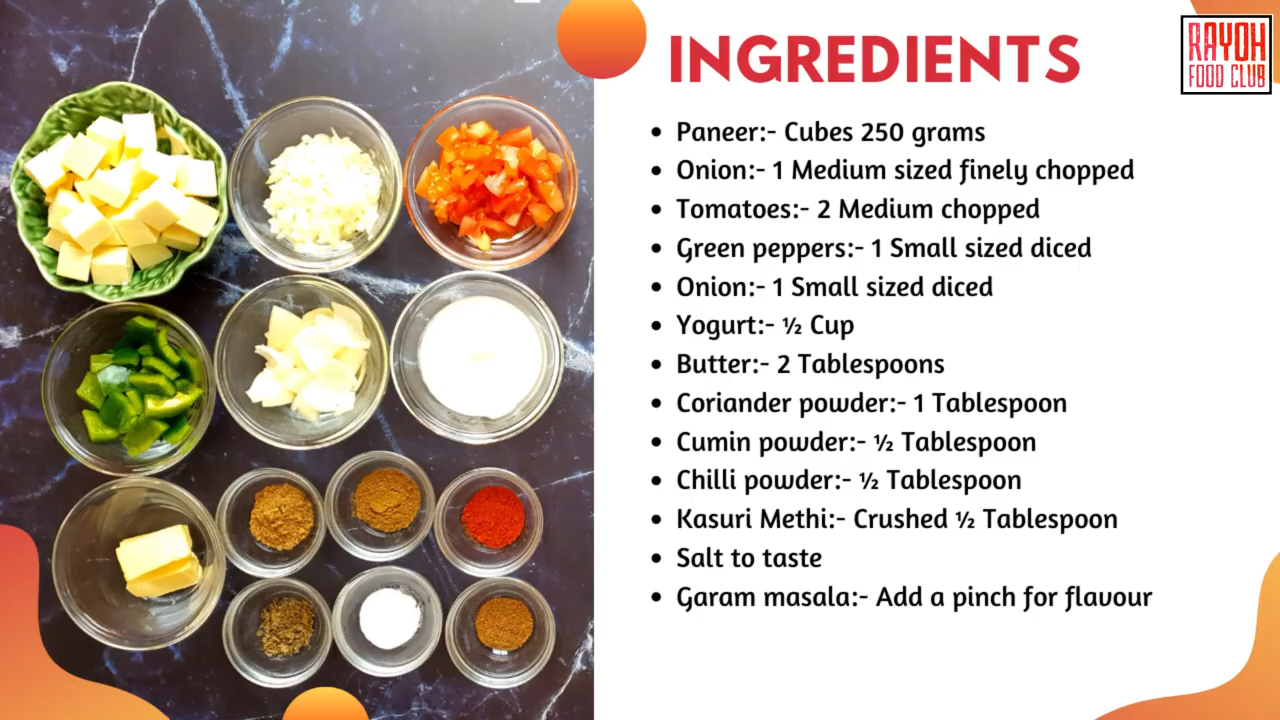 INGREDIENTS
RAYOH
FOOD CLUB
• Paneer:- Cubes 250 grams
• Onion:- 1 Medium sized finely chopped
• Tomatoes:- 2 Medium chopped
• Green peppers:- 1 Small sized diced
• Onion:- 1 Small sized diced
• Yogurt:- ½ Cup
• Butter:- 2 Tablespoons
• Coriander powder:- 1 Tablespoon
• Cumin powder:- ½ Tablespoon
• Chilli powder:- ½ Tablespoon
• Kasuri Methi:- Crushed ½ Tablespoon
• Salt to taste
• Garam masala:- Add a pinch for flavour